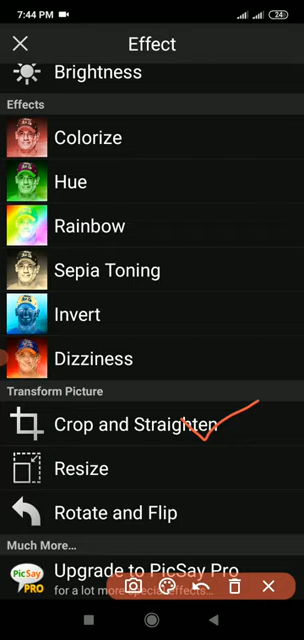 7:44 PM
24
Effect
Brightness
Effects
Colorize
Hue
Rainbow
Sepia Toning
Invert
Dizziness
Transform Picture
Crop and Straighten
Resize
Rotate and Flip
Much More...
PicSay
PRO
Upgrade to PicSay Pro
for a lot more special effects...